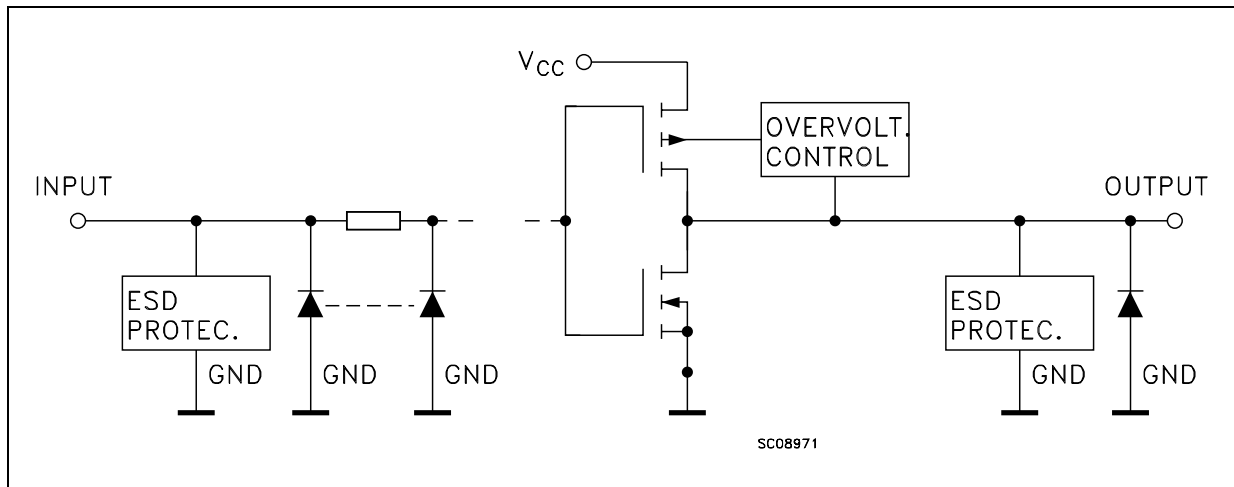 VCC
OVERVOLT.
CONTROL
INPUT
OUTPUT
ESD
PROTEC.
ESD
PROTEC.
GND
GND
GND
GND
GND
SC08971